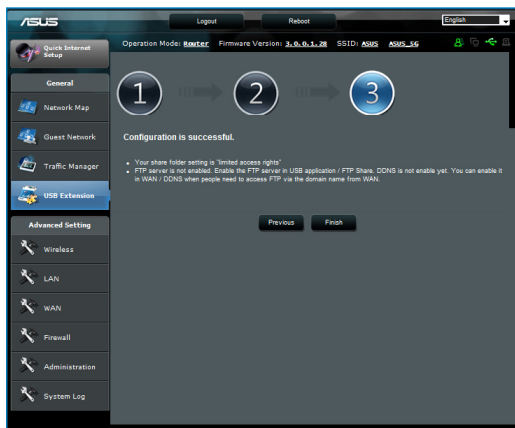 ASUS
Logout
Reboot
English
Quick Internet Setup
Operation Mode: Router Firmware Version: 3.0.0.1.28 SSID: ASUS ASUS_5G
General
Network Map
Guest Network
Traffic Manager
USB Extension
Advanced Setting
Wireless
LAN
WAN
Firewall
Administration
System Log
1
2
3
Configuration is successful.
Your share folder setting is "limited access rights"
FTP server is not enabled. Enable the FTP server in USB application / FTP Share. DDNS is not enable yet. You can enable it
in WAN / DDNS when people need to access FTP via the domain name from WAN.
Previous
Finish